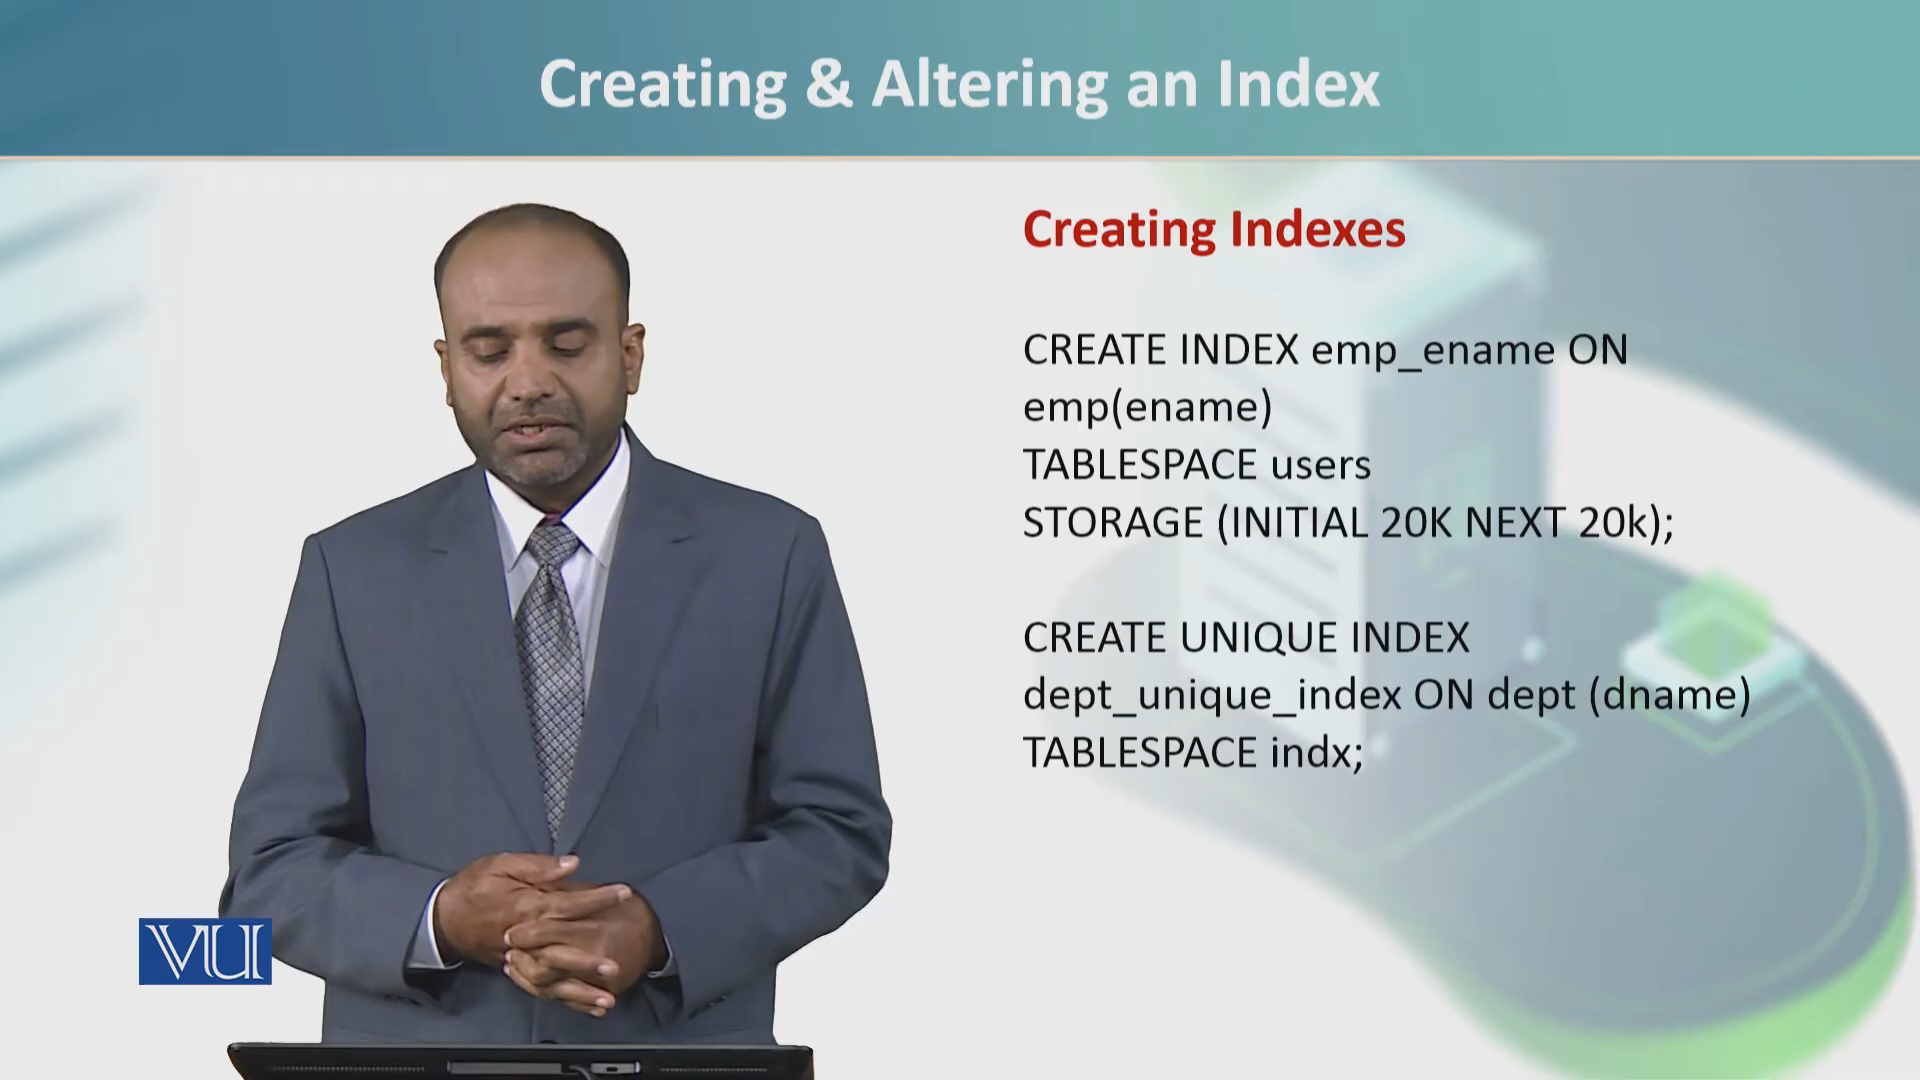 Creating & Altering an Index
Creating Indexes
CREATE INDEX emp_ename ON
emp(ename)
TABLESPACE users
STORAGE (INITIAL 20K NEXT 20k);
CREATE UNIQUE INDEX
dept_unique_index ON dept (dname)
TABLESPACE indx;
VU